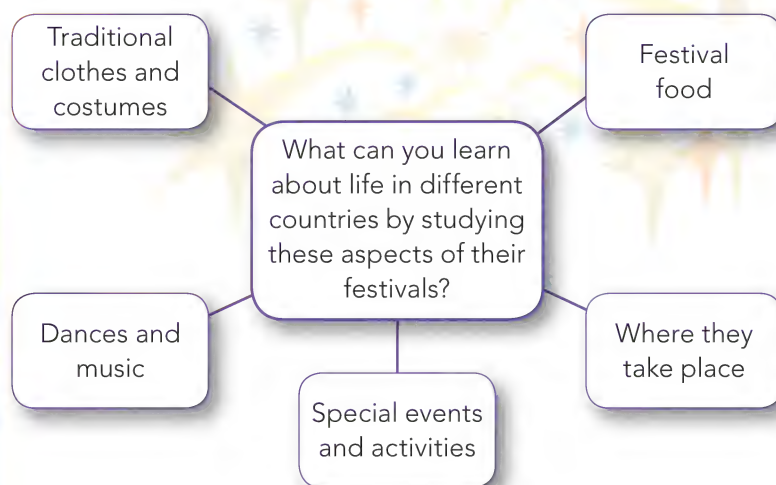 Traditional
clothes and
costumes
Festival
food
What can you learn
about life in different
countries by studying
these aspects of their
festivals?
Dances and
music
Where they
take place
Special events
and activities